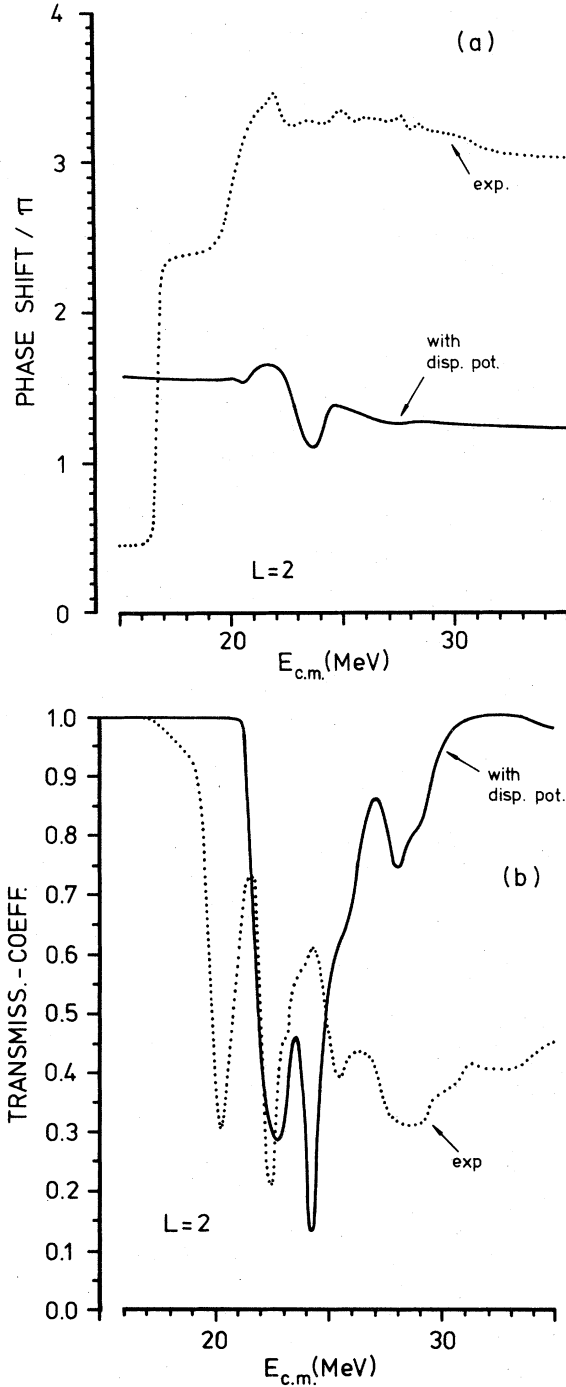 (a)
4
3
2
1
0
PHASE SHIFT / π
exp.
with
disp. pot.
L=2
20
30
E c.m. (MeV)
1.0
0.9
0.8
0.7
0.6
0.5
0.4
0.3
0.2
0.1
0.0
TRANSMISS.-COEFF.
with
disp. pot.
(b)
exp
L=2
20
30
E c.m. (MeV)